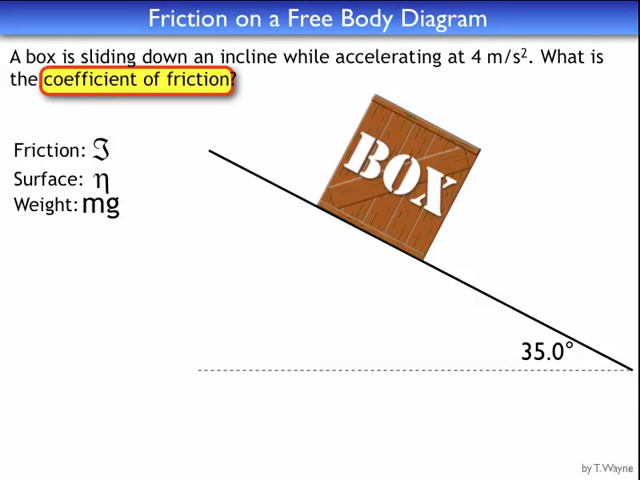 Friction on a Free Body Diagram
A box is sliding down an incline while accelerating at 4 m/s². What is
the coefficient of friction?
Friction: ℑ
Surface: η
Weight: mg
BOX
35.0°
by T. Wayne